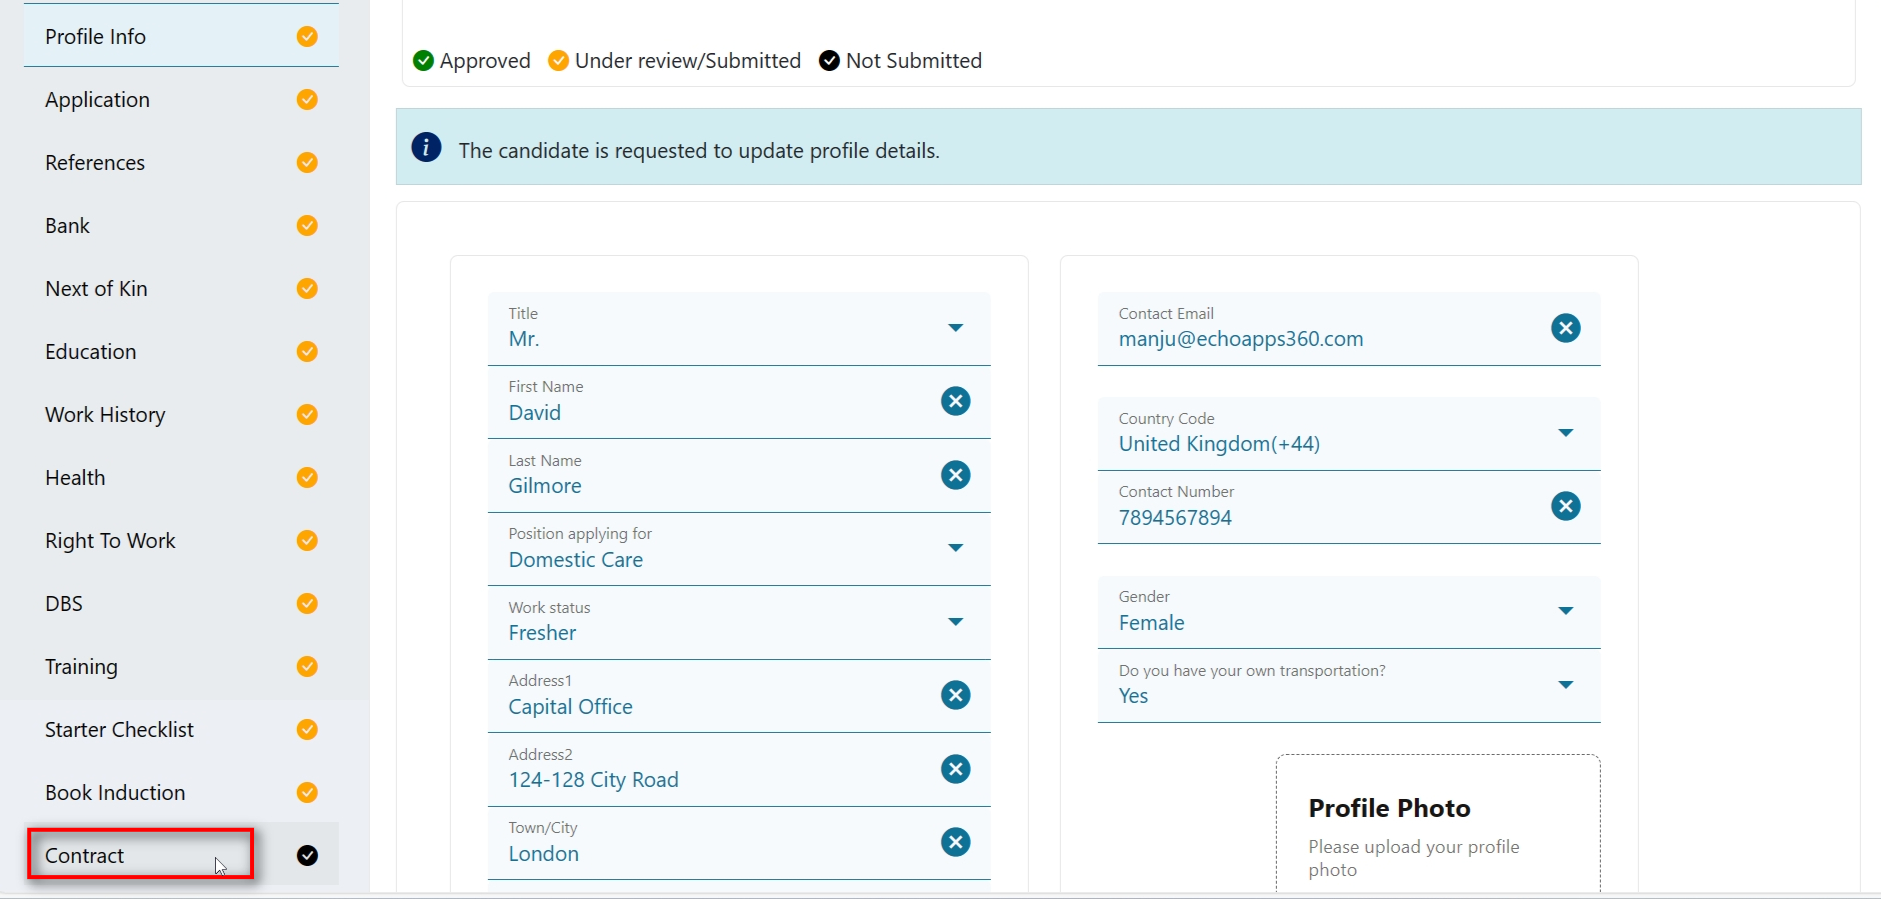 Profile Info
Application
References
Bank
Next of Kin
Education
Work History
Health
Right To Work
DBS
Training
Starter Checklist
Book Induction
Contract
Approved Under review/Submitted Not Submitted
The candidate is requested to update profile details.
Title
Mr.
First Name
David
Last Name
Gilmore
Position applying for
Domestic Care
Work status
Fresher
Address1
Capital Office
Address2
124-128 City Road
Town/City
London
Contact Email
manju@echoapps360.com
Country Code
United Kingdom(+44)
Contact Number
7894567894
Gender
Female
Do you have your own transportation?
Yes
Profile Photo
Please upload your profile
photo